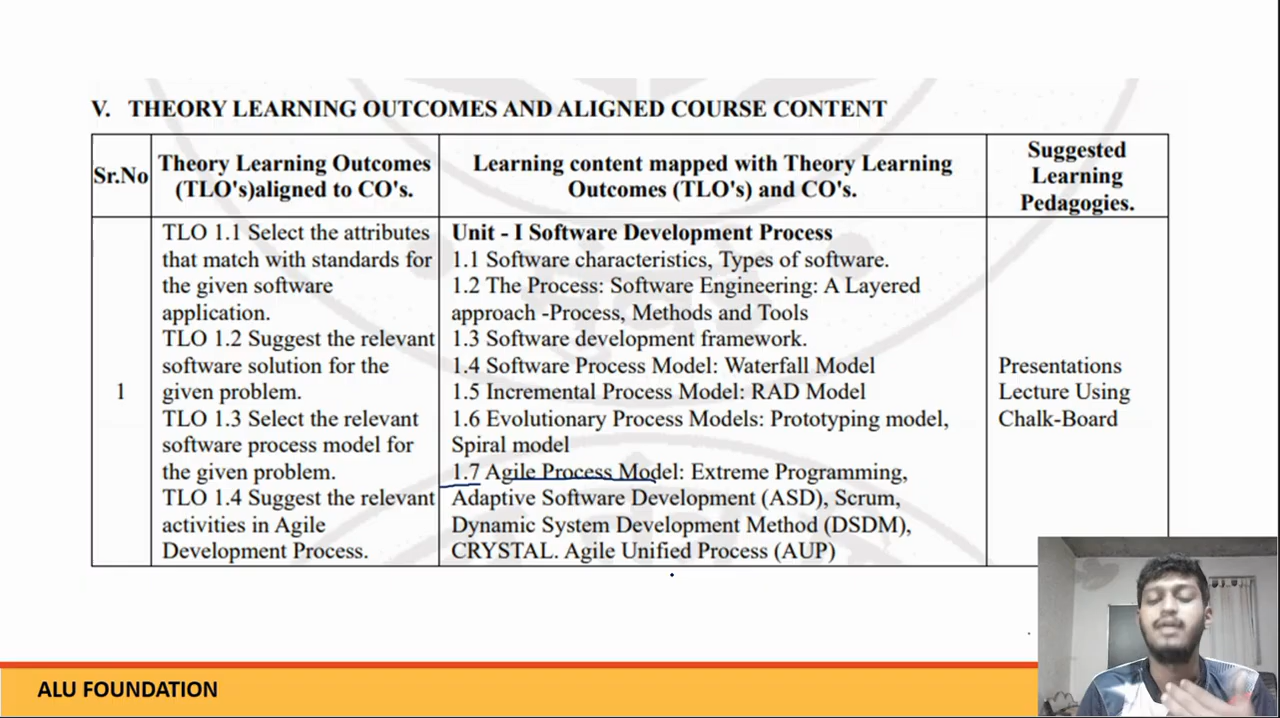 V. THEORY LEARNING OUTCOMES AND ALIGNED COURSE CONTENT
Sr.No
Theory Learning Outcomes
(TLO's)aligned to CO's.
Learning content mapped with Theory Learning
Outcomes (TLO's) and CO's.
Suggested
Learning
Pedagogies.
1
TLO 1.1 Select the attributes
that match with standards for
the given software
application.
TLO 1.2 Suggest the relevant
software solution for the
given problem.
TLO 1.3 Select the relevant
software process model for
the given problem.
TLO 1.4 Suggest the relevant
activities in Agile
Development Process.
Unit - I Software Development Process
1.1 Software characteristics, Types of software.
1.2 The Process: Software Engineering: A Layered
approach -Process, Methods and Tools
1.3 Software development framework.
1.4 Software Process Model: Waterfall Model
1.5 Incremental Process Model: RAD Model
1.6 Evolutionary Process Models: Prototyping model,
Spiral model
1.7 Agile Process Model: Extreme Programming,
Adaptive Software Development (ASD), Scrum,
Dynamic System Development Method (DSDM),
CRYSTAL. Agile Unified Process (AUP)
Presentations
Lecture Using
Chalk-Board
ALU FOUNDATION